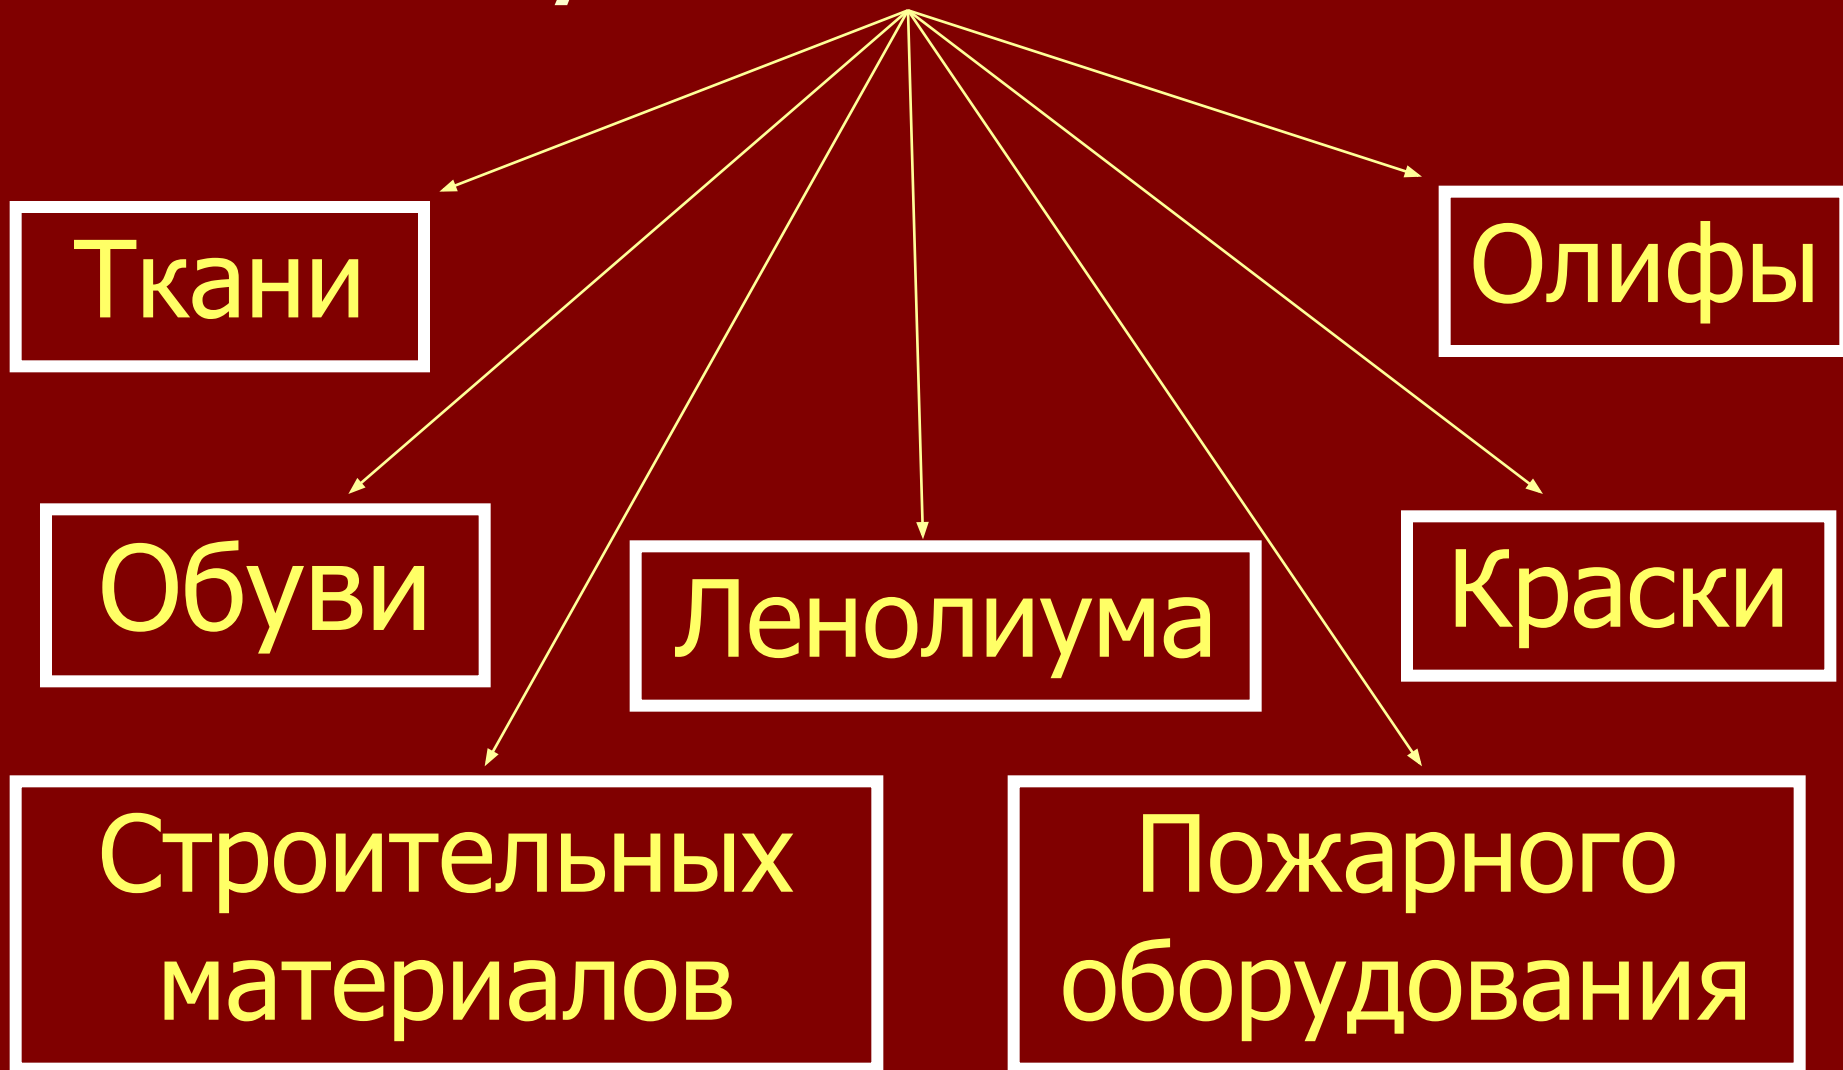 Ткани
Олифы
Обуви
Ленолиума
Краски
Строительных
материалов
Пожарного
оборудования